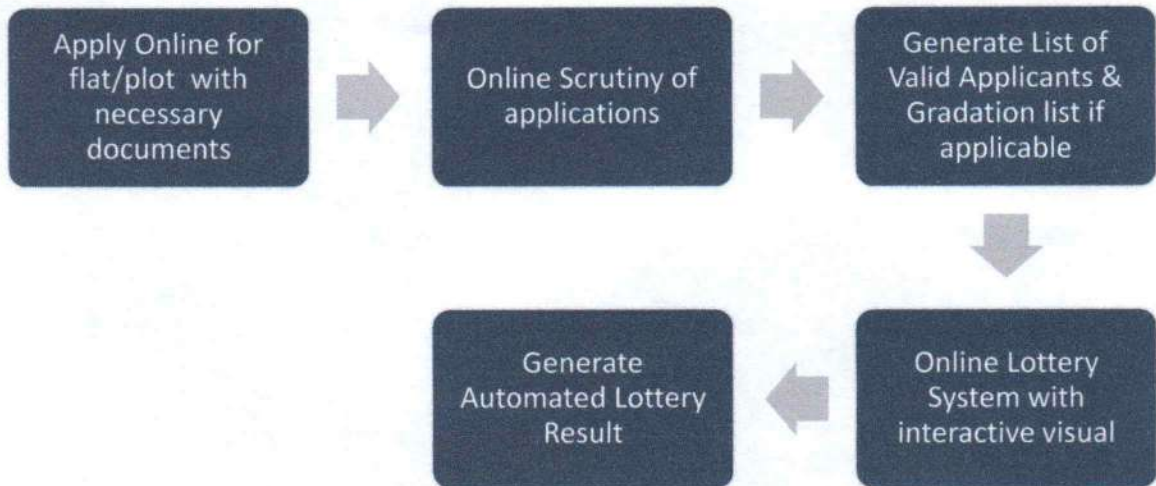 Apply Online for
flat/plot with
necessary
documents
Online Scrutiny of
applications
Generate List of
Valid Applicants &
Gradation list if
applicable
Online Lottery
System with
interactive visual
Generate
Automated Lottery
Result